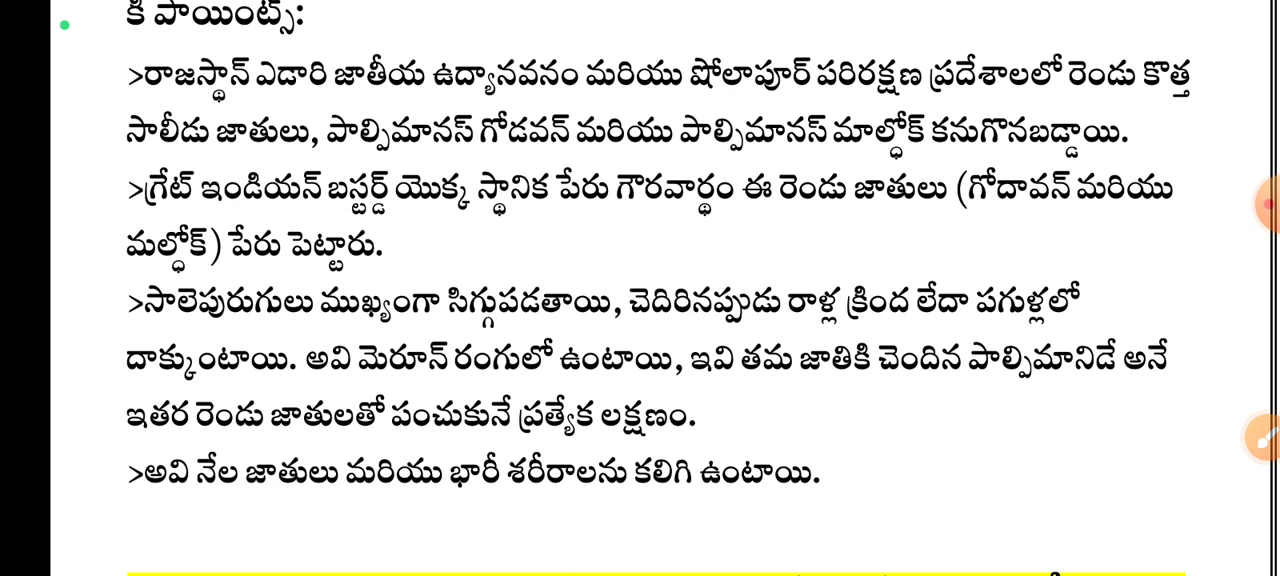 కీ పాయింట్స్:
>రాజస్థాన్ ఎడారి జాతీయ ఉద్యానవనం మరియు షోలాపూర్ పరిరక్షణ ప్రదేశాలలో రెండు కొత్త
సాలీడు జాతులు, పాల్పిమానస్ గోడవన్ మరియు పాల్పిమానస్ మాల్ధోక్ కనుగొనబడ్డాయి.
>గ్రేట్ ఇండియన్ బస్టర్డ్ యొక్క స్థానిక పేరు గౌరవార్థం ఈ రెండు జాతులు (గోదావన్ మరియు
మల్ధోక్) పేరు పెట్టారు.
>సాలెపురుగులు ముఖ్యంగా సిగ్గుపడతాయి, చెదిరినప్పుడు రాళ్ల క్రింద లేదా పగుళ్లలో
దాక్కుంటాయి. అవి మెరూన్ రంగులో ఉంటాయి, ఇవి తమ జాతికి చెందిన పాల్పిమానిడే అనే
ఇతర రెండు జాతులతో పంచుకునే ప్రత్యేక లక్షణం.
>అవి నేల జాతులు మరియు భారీ శరీరాలను కలిగి ఉంటాయి.